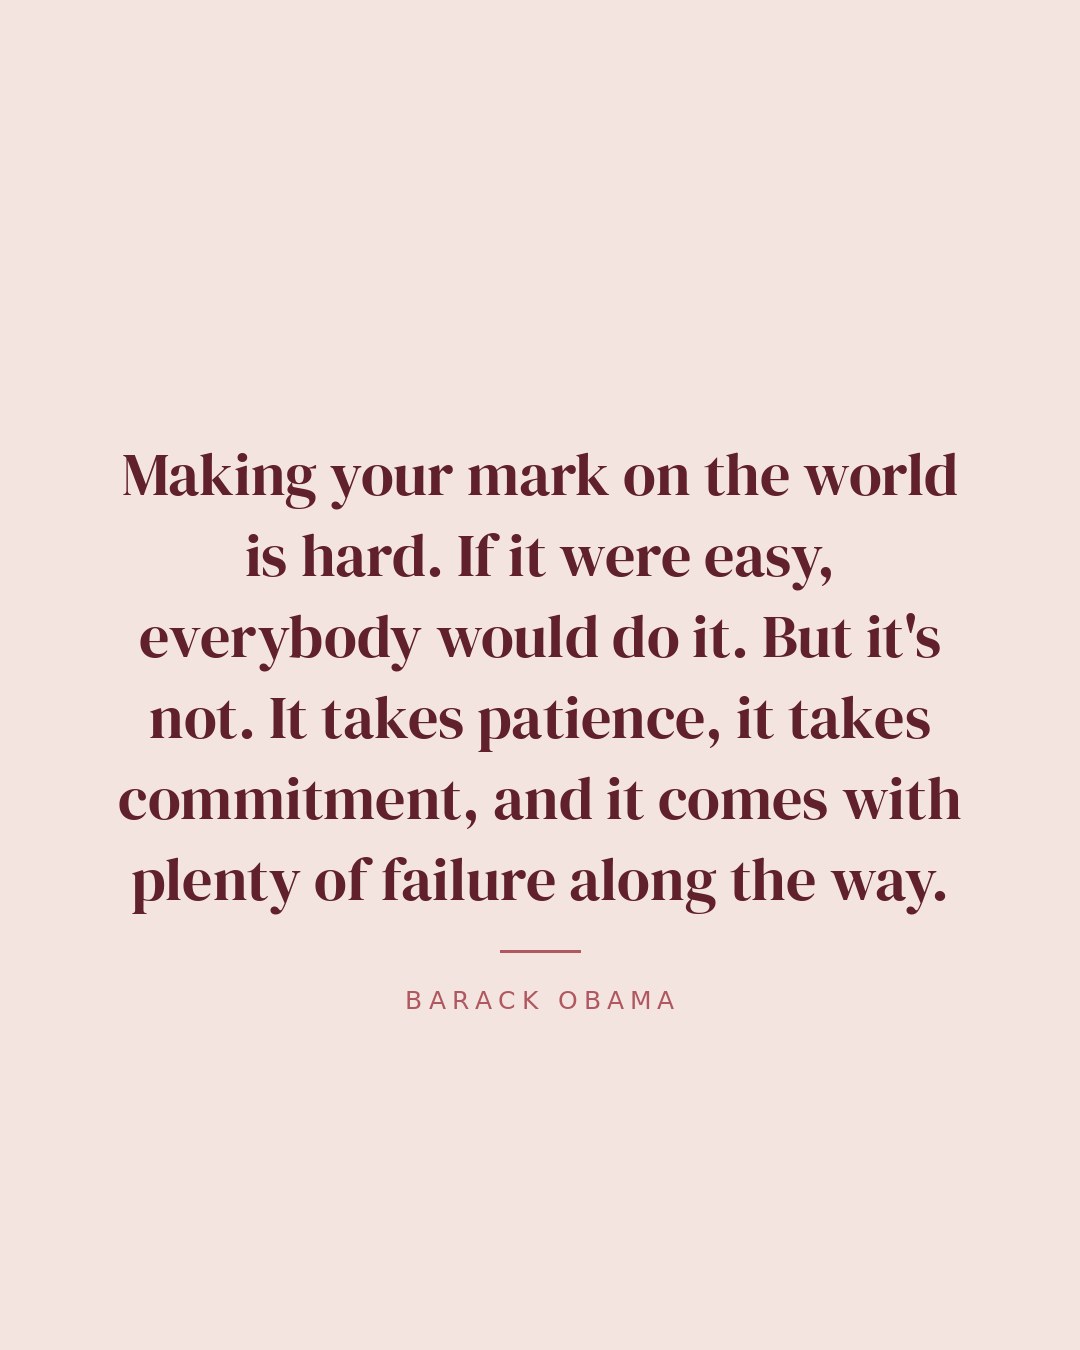 Making your mark on the world
is hard. If it were easy,
everybody would do it. But it's
not. It takes patience, it takes
commitment, and it comes with
plenty of failure along the way.
BARACK OBAMA